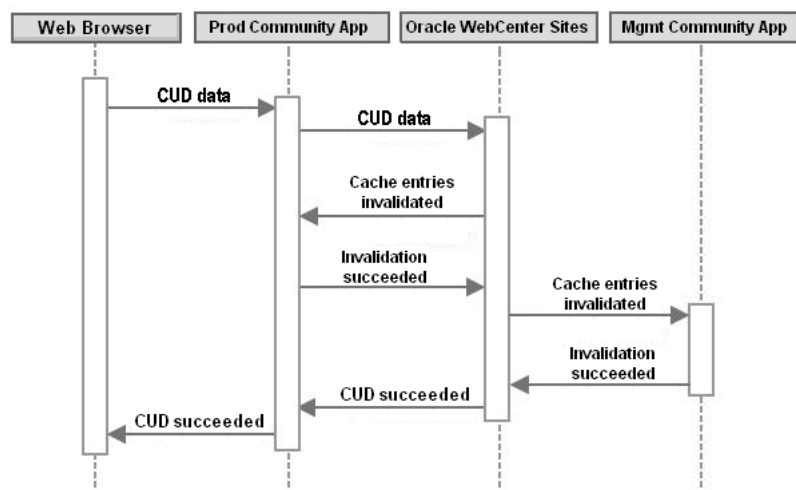 Web Browser
Prod Community App
Oracle WebCenter Sites
Mgmt Community App
CUD data
CUD data
Cache entries
invalidated
Invalidation
succeeded
Cache entries
invalidated
Invalidation
succeeded
CUD succeeded
CUD succeeded